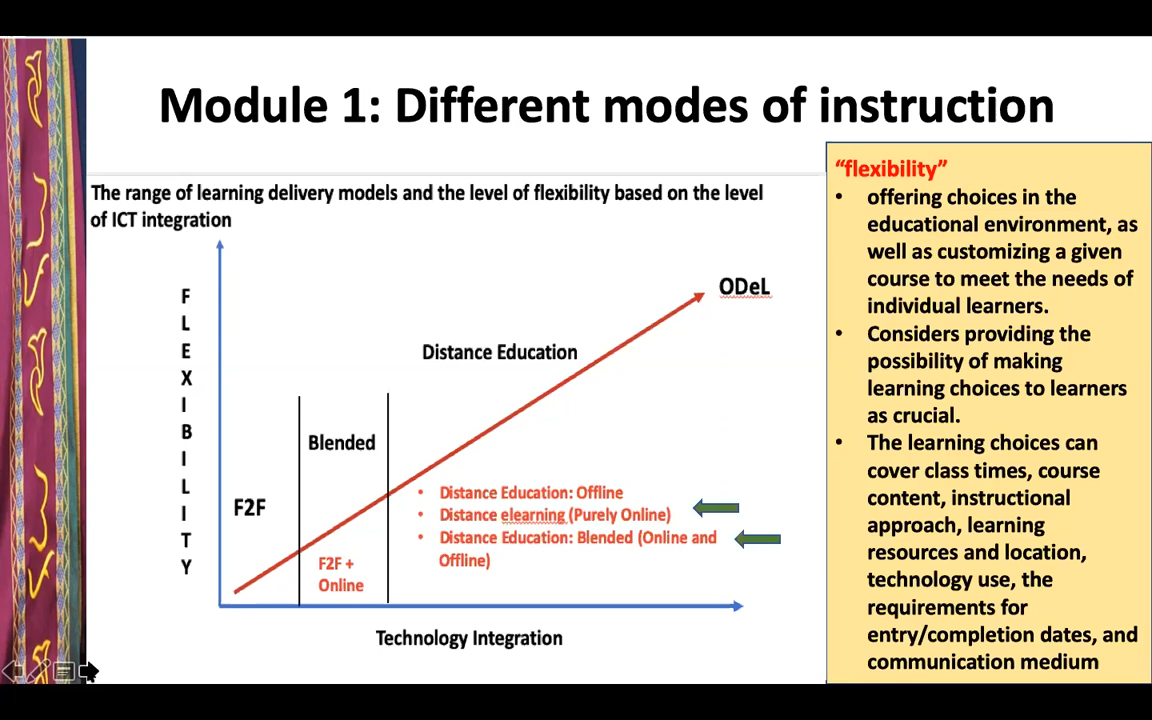 Module 1: Different modes of instruction
The range of learning delivery models and the level of flexibility based on the level
of ICT integration
F
L
E
X
I
B
I
L
I
T
Y
ODeL
Distance Education
Blended
F2F
• Distance Education: Offline
• Distance elearning (Purely Online)
• Distance Education: Blended (Online and
Offline)
F2F +
Online
Technology Integration
“flexibility”
• offering choices in the
educational environment, as
well as customizing a given
course to meet the needs of
individual learners.
• Considers providing the
possibility of making
learning choices to learners
as crucial.
• The learning choices can
cover class times, course
content, instructional
approach, learning
resources and location,
technology use, the
requirements for
entry/completion dates, and
communication medium